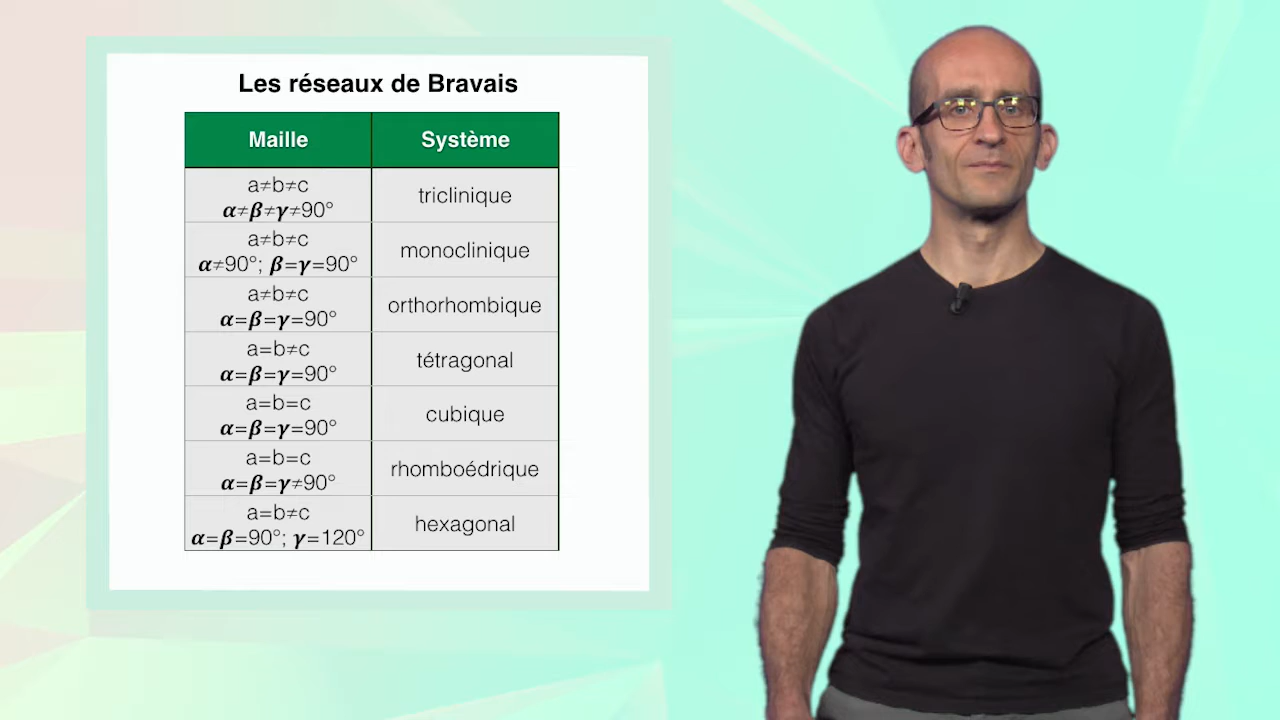 Les réseaux de Bravais
Maille Système
a≠b≠c
α≠β≠γ≠90° triclinique
a≠b≠c
α≠90°; β=γ=90° monoclinique
a≠b≠c
α=β=γ=90° orthorhombique
a=b≠c
α=β=γ=90° tétragonal
a=b=c
α=β=γ=90° cubique
a=b=c
α=β=γ≠90° rhomboédrique
a=b≠c
α=β=90°; γ=120° hexagonal